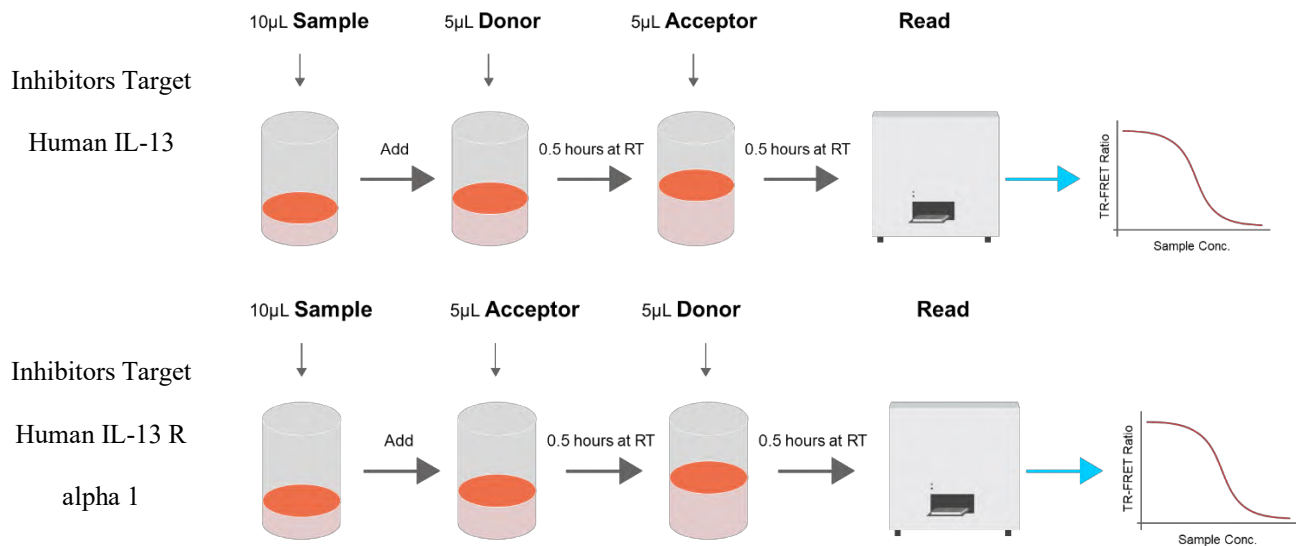 10µL Sample
5µL Donor
5µL Acceptor
Read
Inhibitors Target
Human IL-13
Add
0.5 hours at RT
0.5 hours at RT
TR-FRET Ratio
Sample Conc.
10µL Sample
5µL Acceptor
5µL Donor
Read
Inhibitors Target
Human IL-13 R
alpha 1
Add
0.5 hours at RT
0.5 hours at RT
TR-FRET Ratio
Sample Conc.